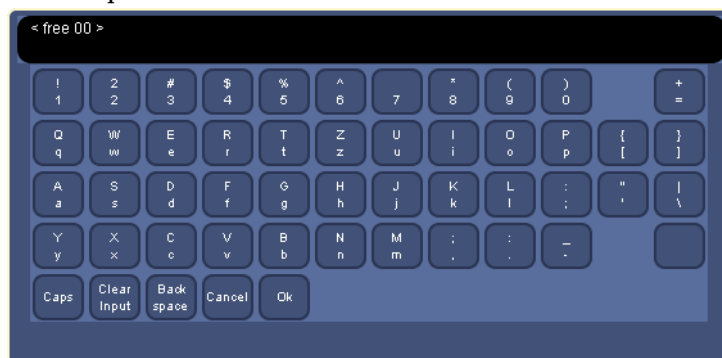 < free 00 >
! 2 # $ % ^ * ( ) +
1 2 3 4 5 6 7 8 9 0 =
Q W E R T Z U I O P { }
q w e r t z u i o p [ ]
A S D F G H J K L : " |
a s d f g h j k l ; ' \
Y X C V B N M ; : _
y x c v b n m , . -
Caps Clear Input Back space Cancel Ok